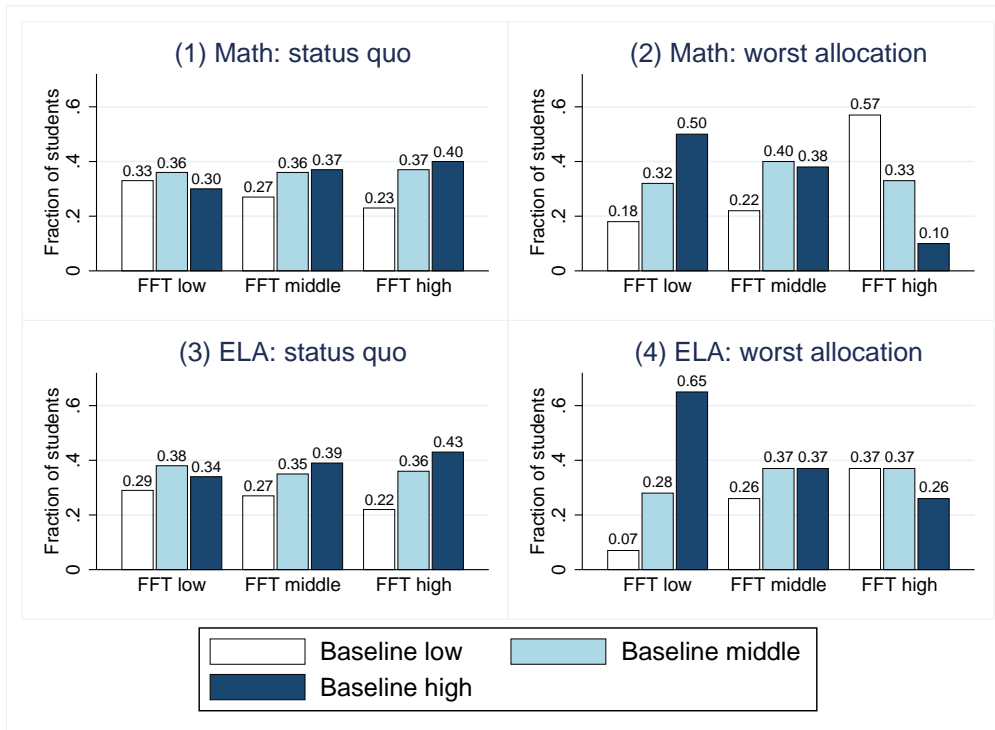 (1) Math: status quo
Fraction of students
0 .2 .4 .6
0.33 0.36 0.30 0.27 0.36 0.37 0.23 0.37 0.40
FFT low FFT middle FFT high
(2) Math: worst allocation
Fraction of students
0 .2 .4 .6
0.18 0.32 0.50 0.22 0.40 0.38 0.57 0.33 0.10
FFT low FFT middle FFT high
(3) ELA: status quo
Fraction of students
0 .2 .4 .6
0.29 0.38 0.34 0.27 0.35 0.39 0.22 0.36 0.43
FFT low FFT middle FFT high
(4) ELA: worst allocation
Fraction of students
0 .2 .4 .6
0.07 0.28 0.65 0.26 0.37 0.37 0.37 0.37 0.26
FFT low FFT middle FFT high
Baseline low Baseline middle
Baseline high